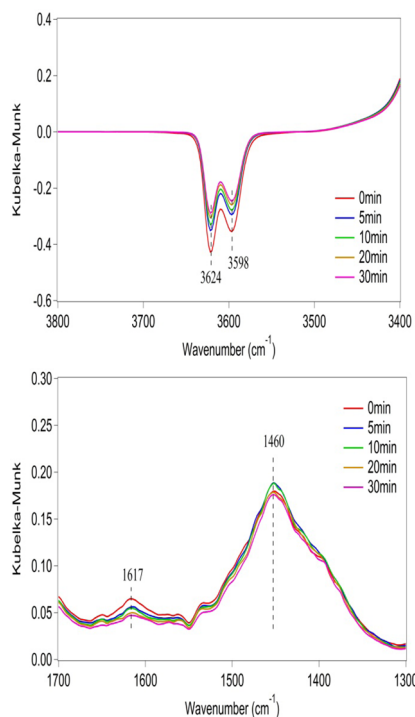 0.4
0.2
0.0
-0.2
-0.4
-0.6
Kubelka-Munk
3624
3598
0min
5min
10min
20min
30min
3800
3700
3600
3500
3400
Wavenumber (cm-1)
0.30
0.25
0.20
0.15
0.10
0.05
0.00
Kubelka-Munk
1617
1460
0min
5min
10min
20min
30min
1700
1600
1500
1400
1300
Wavenumber (cm-1)